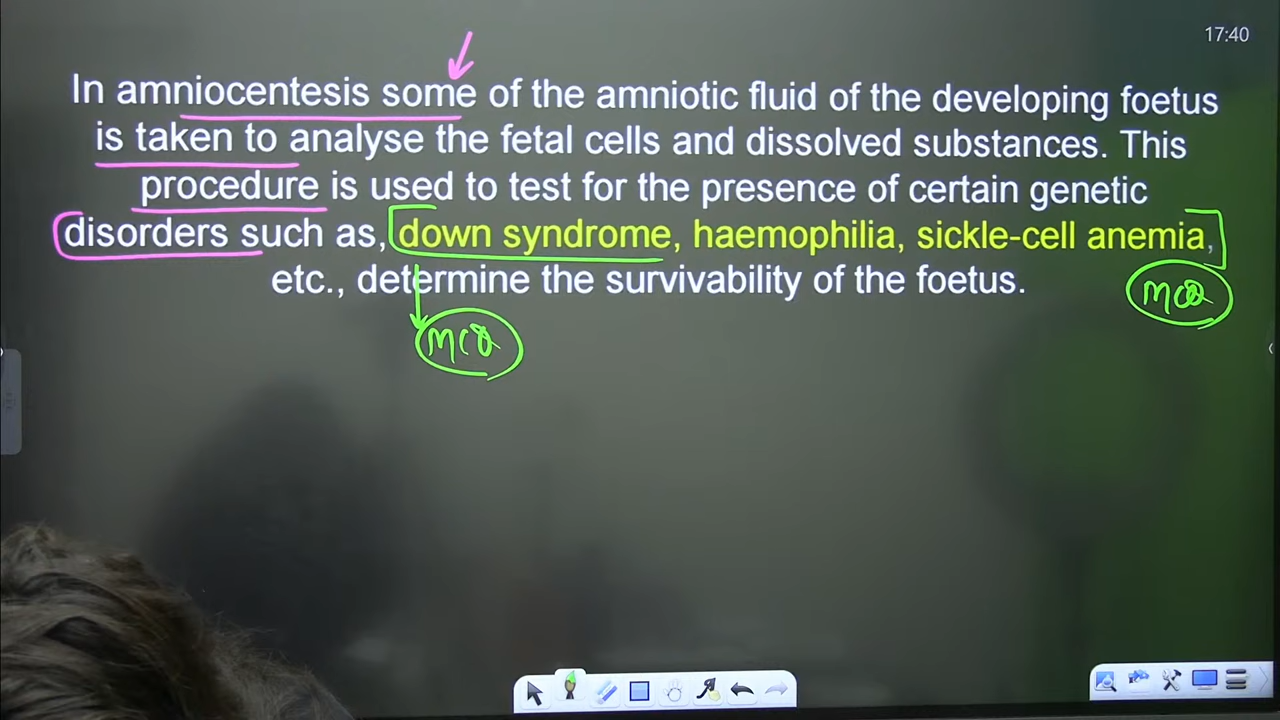 17:40
In amniocentesis some of the amniotic fluid of the developing foetus
is taken to analyse the fetal cells and dissolved substances. This
procedure is used to test for the presence of certain genetic
disorders such as, down syndrome, haemophilia, sickle-cell anemia,
etc., determine the survivability of the foetus.
MCQ
MCQ